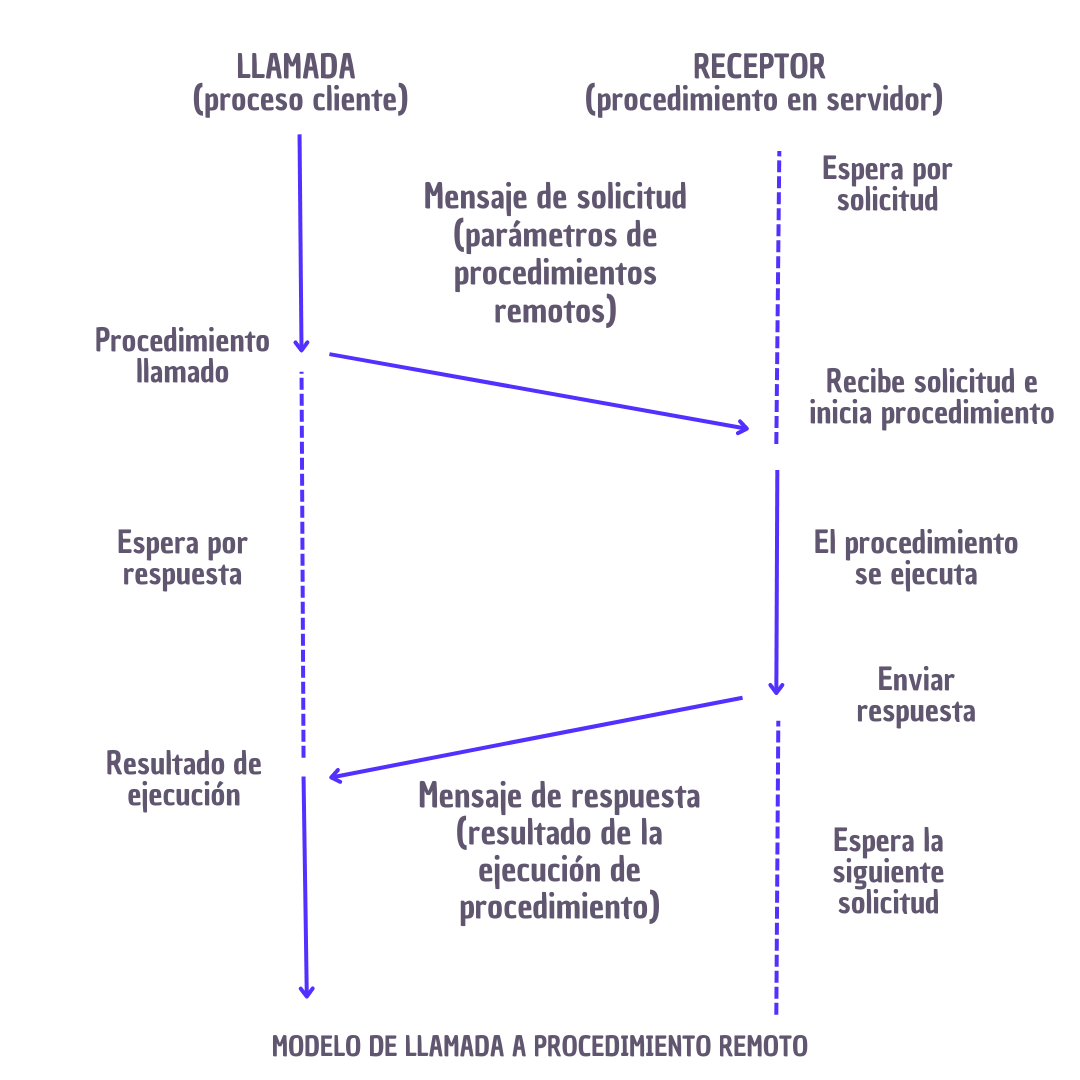 LLAMADA
(proceso cliente)
RECEPTOR
(procedimiento en servidor)
Espera por
solicitud
Mensaje de solicitud
(parámetros de
procedimientos
remotos)
Procedimiento
llamado
Recibe solicitud e
inicia procedimiento
Espera por
respuesta
El procedimiento
se ejecuta
Enviar
respuesta
Resultado de
ejecución
Mensaje de respuesta
(resultado de la
ejecución de
procedimiento)
Espera la
siguiente
solicitud
MODELO DE LLAMADA A PROCEDIMIENTO REMOTO